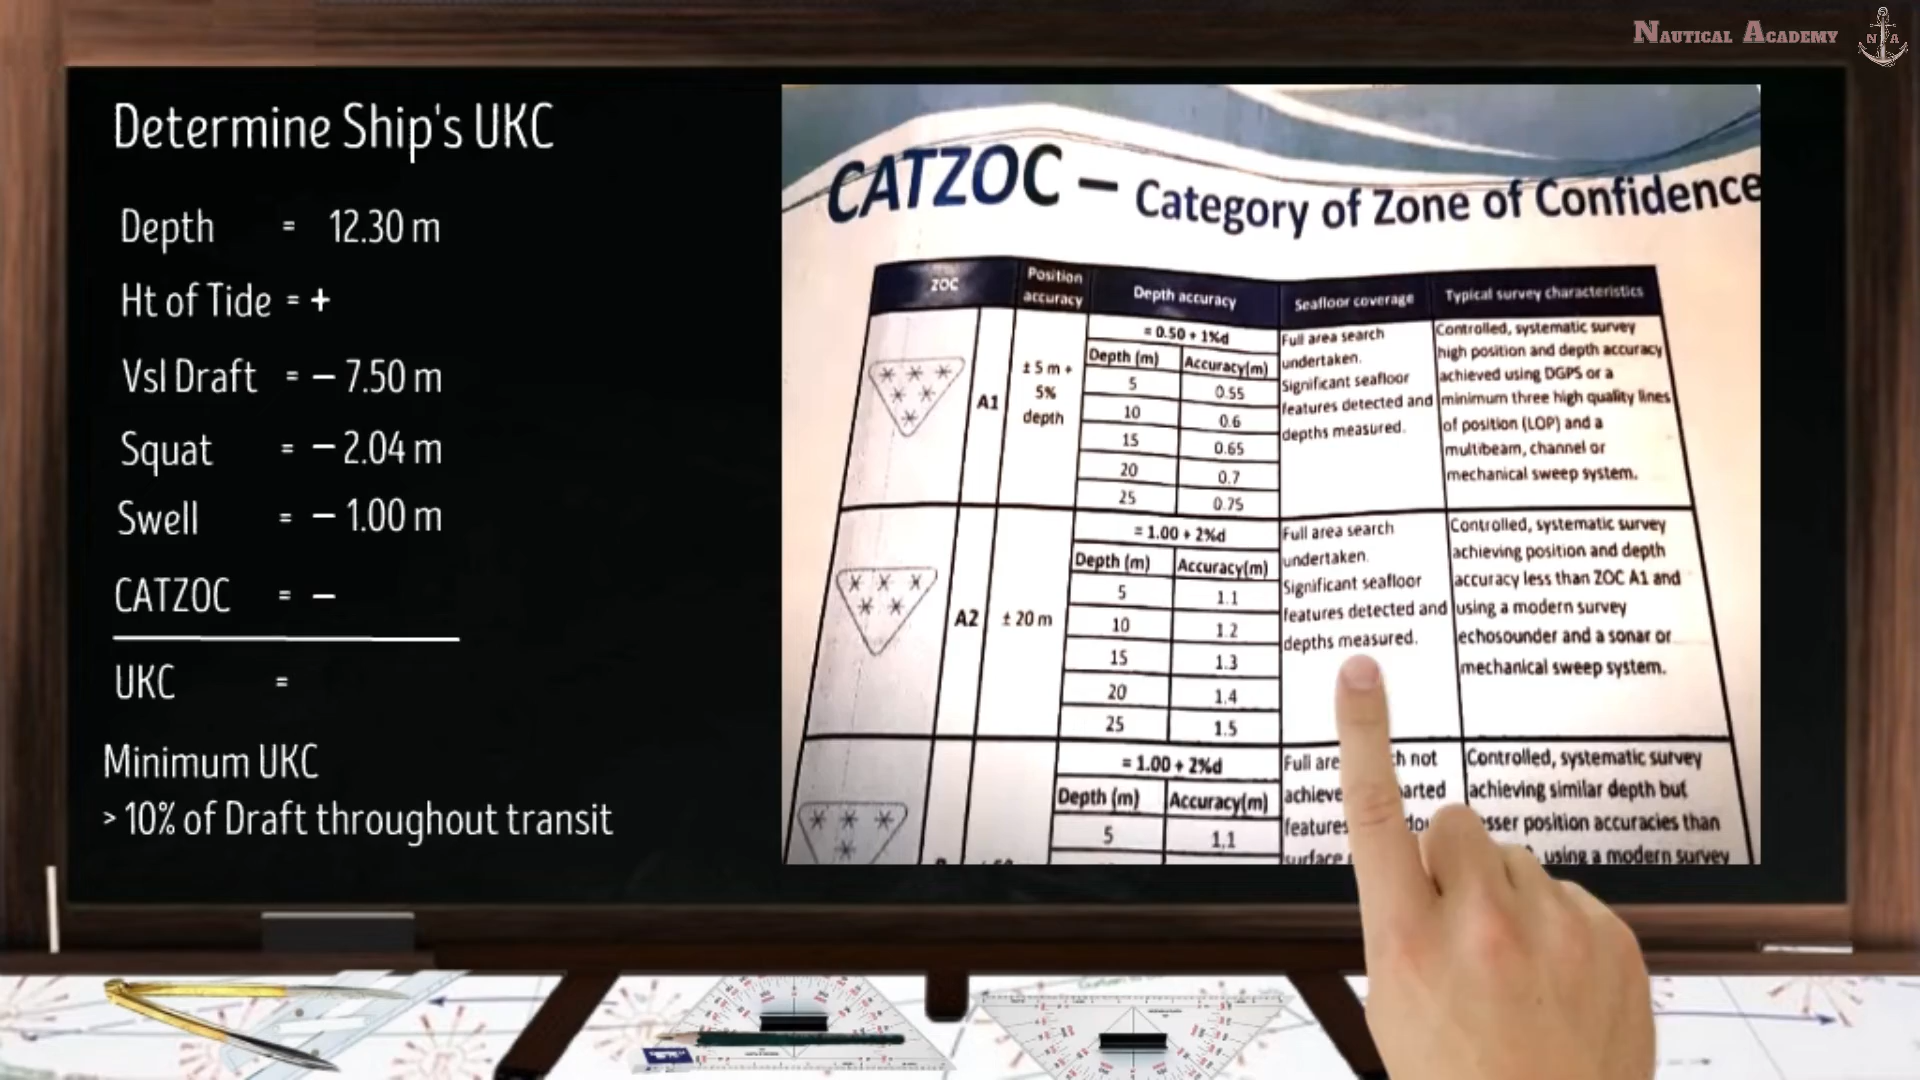 NAUTICAL ACADEMY
N A
Determine Ship's UKC
Depth = 12.30 m
Ht of Tide = +
Vsl Draft = – 7.50 m
Squat = – 2.04 m
Swell = – 1.00 m
CATZOC = –
UKC =
Minimum UKC
> 10% of Draft throughout transit
CATZOC – Category of Zone of Confidence
ZOC Position accuracy Depth accuracy Seafloor coverage Typical survey characteristics
A1
± 5 m +
5%
depth
= 0.50 + 1%d
Depth (m) Accuracy(m)
5 0.55
10 0.6
15 0.65
20 0.7
25 0.75
Full area search
undertaken.
Significant seafloor
features detected and
depths measured.
Controlled, systematic survey
high position and depth accuracy
achieved using DGPS or a
minimum three high quality lines
of position (LOP) and a
multibeam, channel or
mechanical sweep system.
A2
± 20 m
= 1.00 + 2%d
Depth (m) Accuracy(m)
5 1.1
10 1.2
15 1.3
20 1.4
25 1.5
Full area search
undertaken.
Significant seafloor
features detected and
depths measured.
Controlled, systematic survey
achieving position and depth
accuracy less than ZOC A1 and
using a modern survey
echosounder and a sonar or
mechanical sweep system.
= 1.00 + 2%d
Depth (m) Accuracy(m)
5 1.1
Full
not
features
Controlled, systematic survey
achieving similar depth but
position accuracies than
using a modern survey